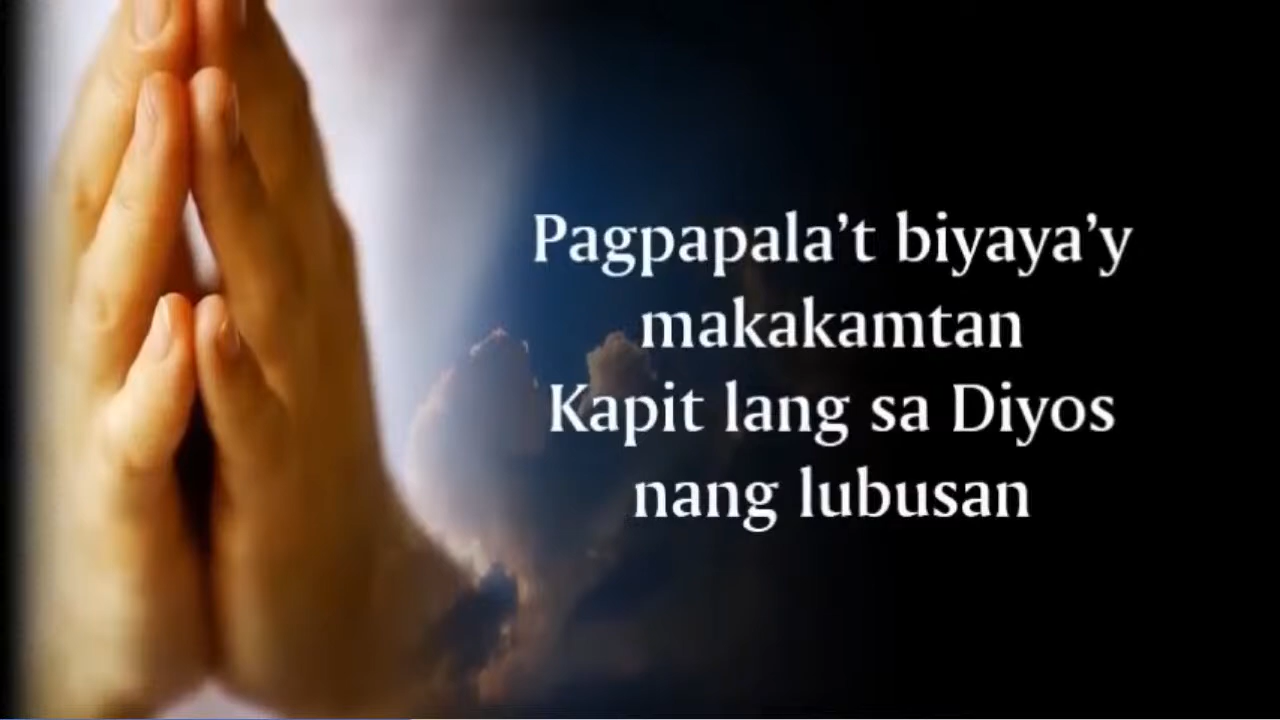 Pagpapala’t biyaya’y
makakamtan
Kapit lang sa Diyos
nang lubusan